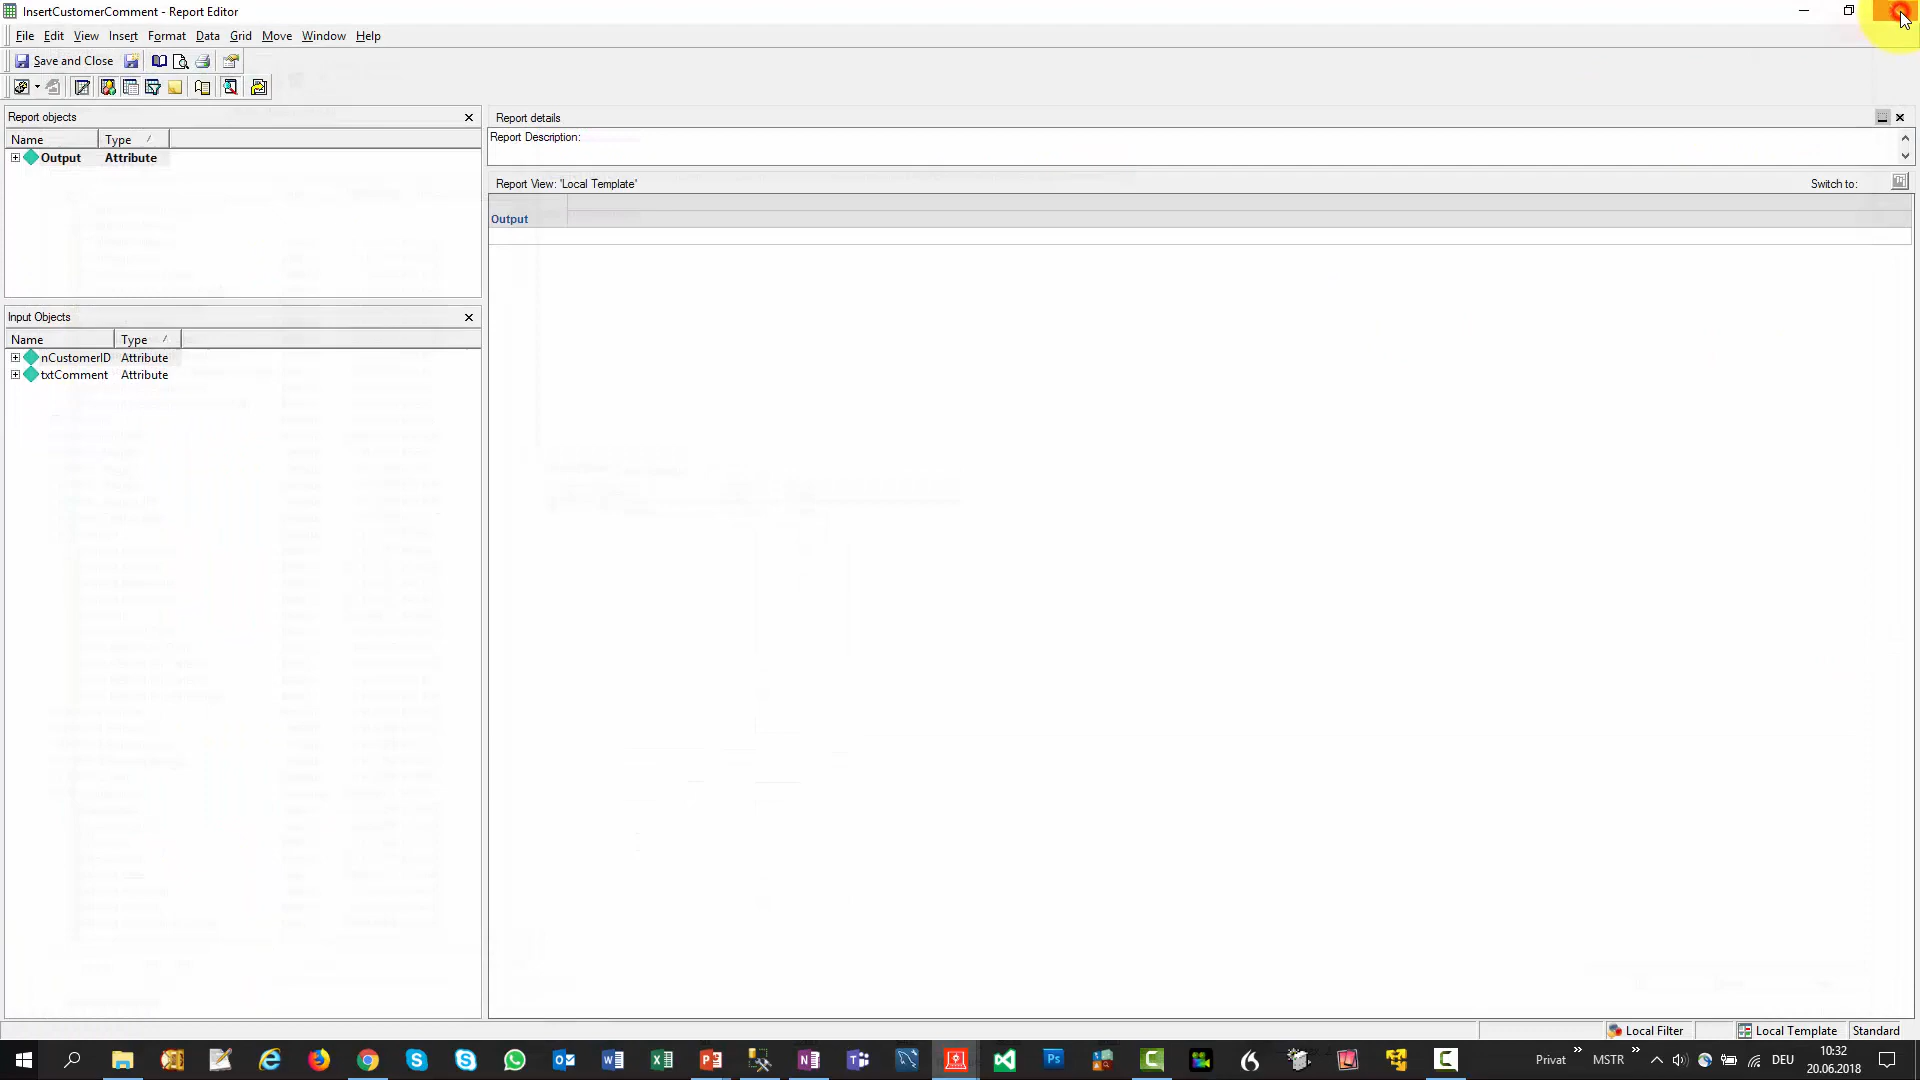 InsertCustomerComment - Report Editor
File Edit View Insert Format Data Grid Move Window Help
Save and Close
Report objects
Name Type
Output Attribute
Input Objects
Name Type
nCustomerID Attribute
txtComment Attribute
Report details
Report Description:
Report View: 'Local Template'
Switch to:
Output
Local Filter Local Template Standard
Privat » MSTR » DEU
10:32
20.06.2018